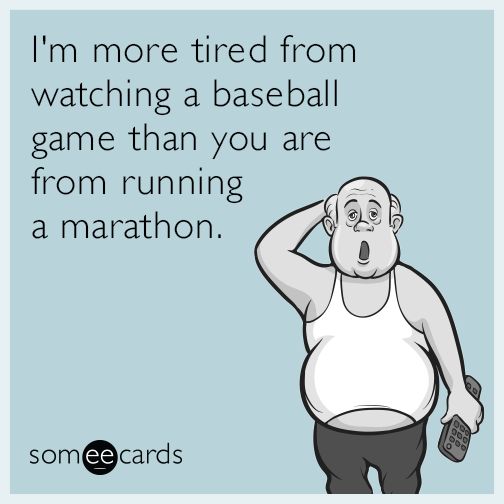 I'm more tired from
watching a baseball
game than you are
from running
a marathon.
someecards